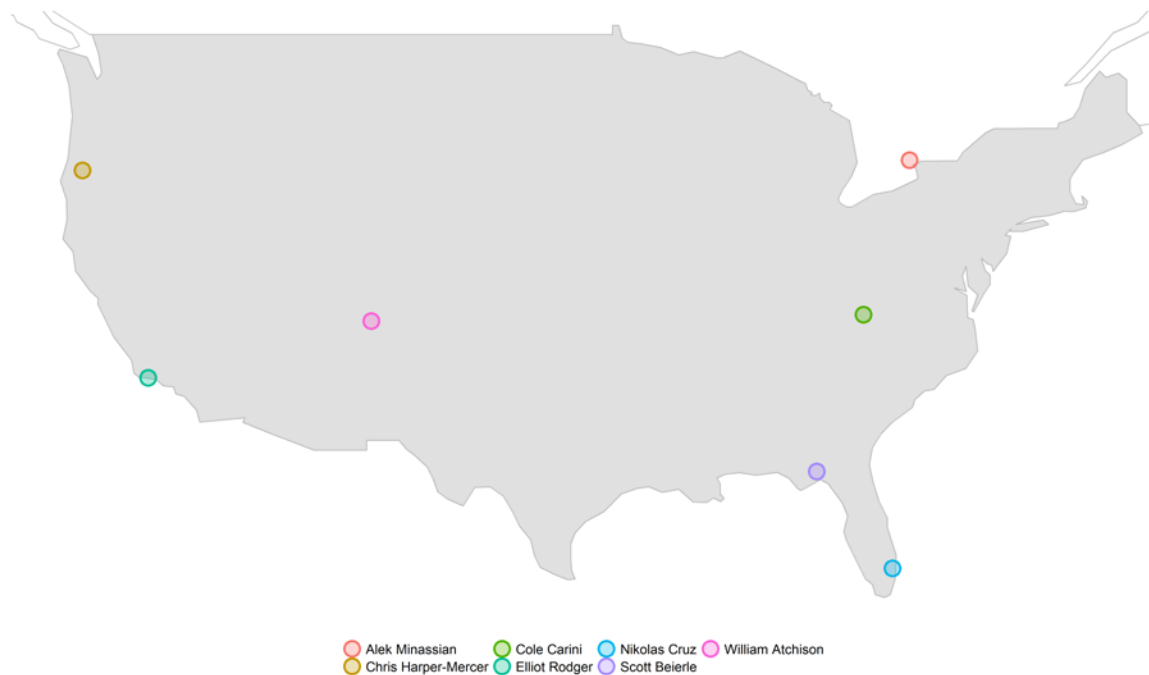 Alek Minassian Cole Carini Nikolas Cruz William Atchison
Chris Harper-Mercer Elliot Rodger Scott Beierle